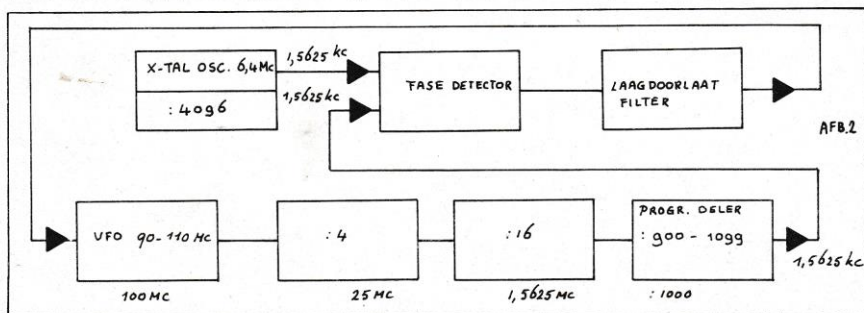 X-TAL OSC. 6,4Mc
: 4096
1,5625 kc
1,5625 kc
FASE DETECTOR
LAAGDOORLAAT
FILTER
AFB.2
VFO 90-110 Mc
: 4
: 16
PROGR. DELER
: 900 - 1099
1,5625 kc
100 MC
25 MC
1,5625 MC
: 1000